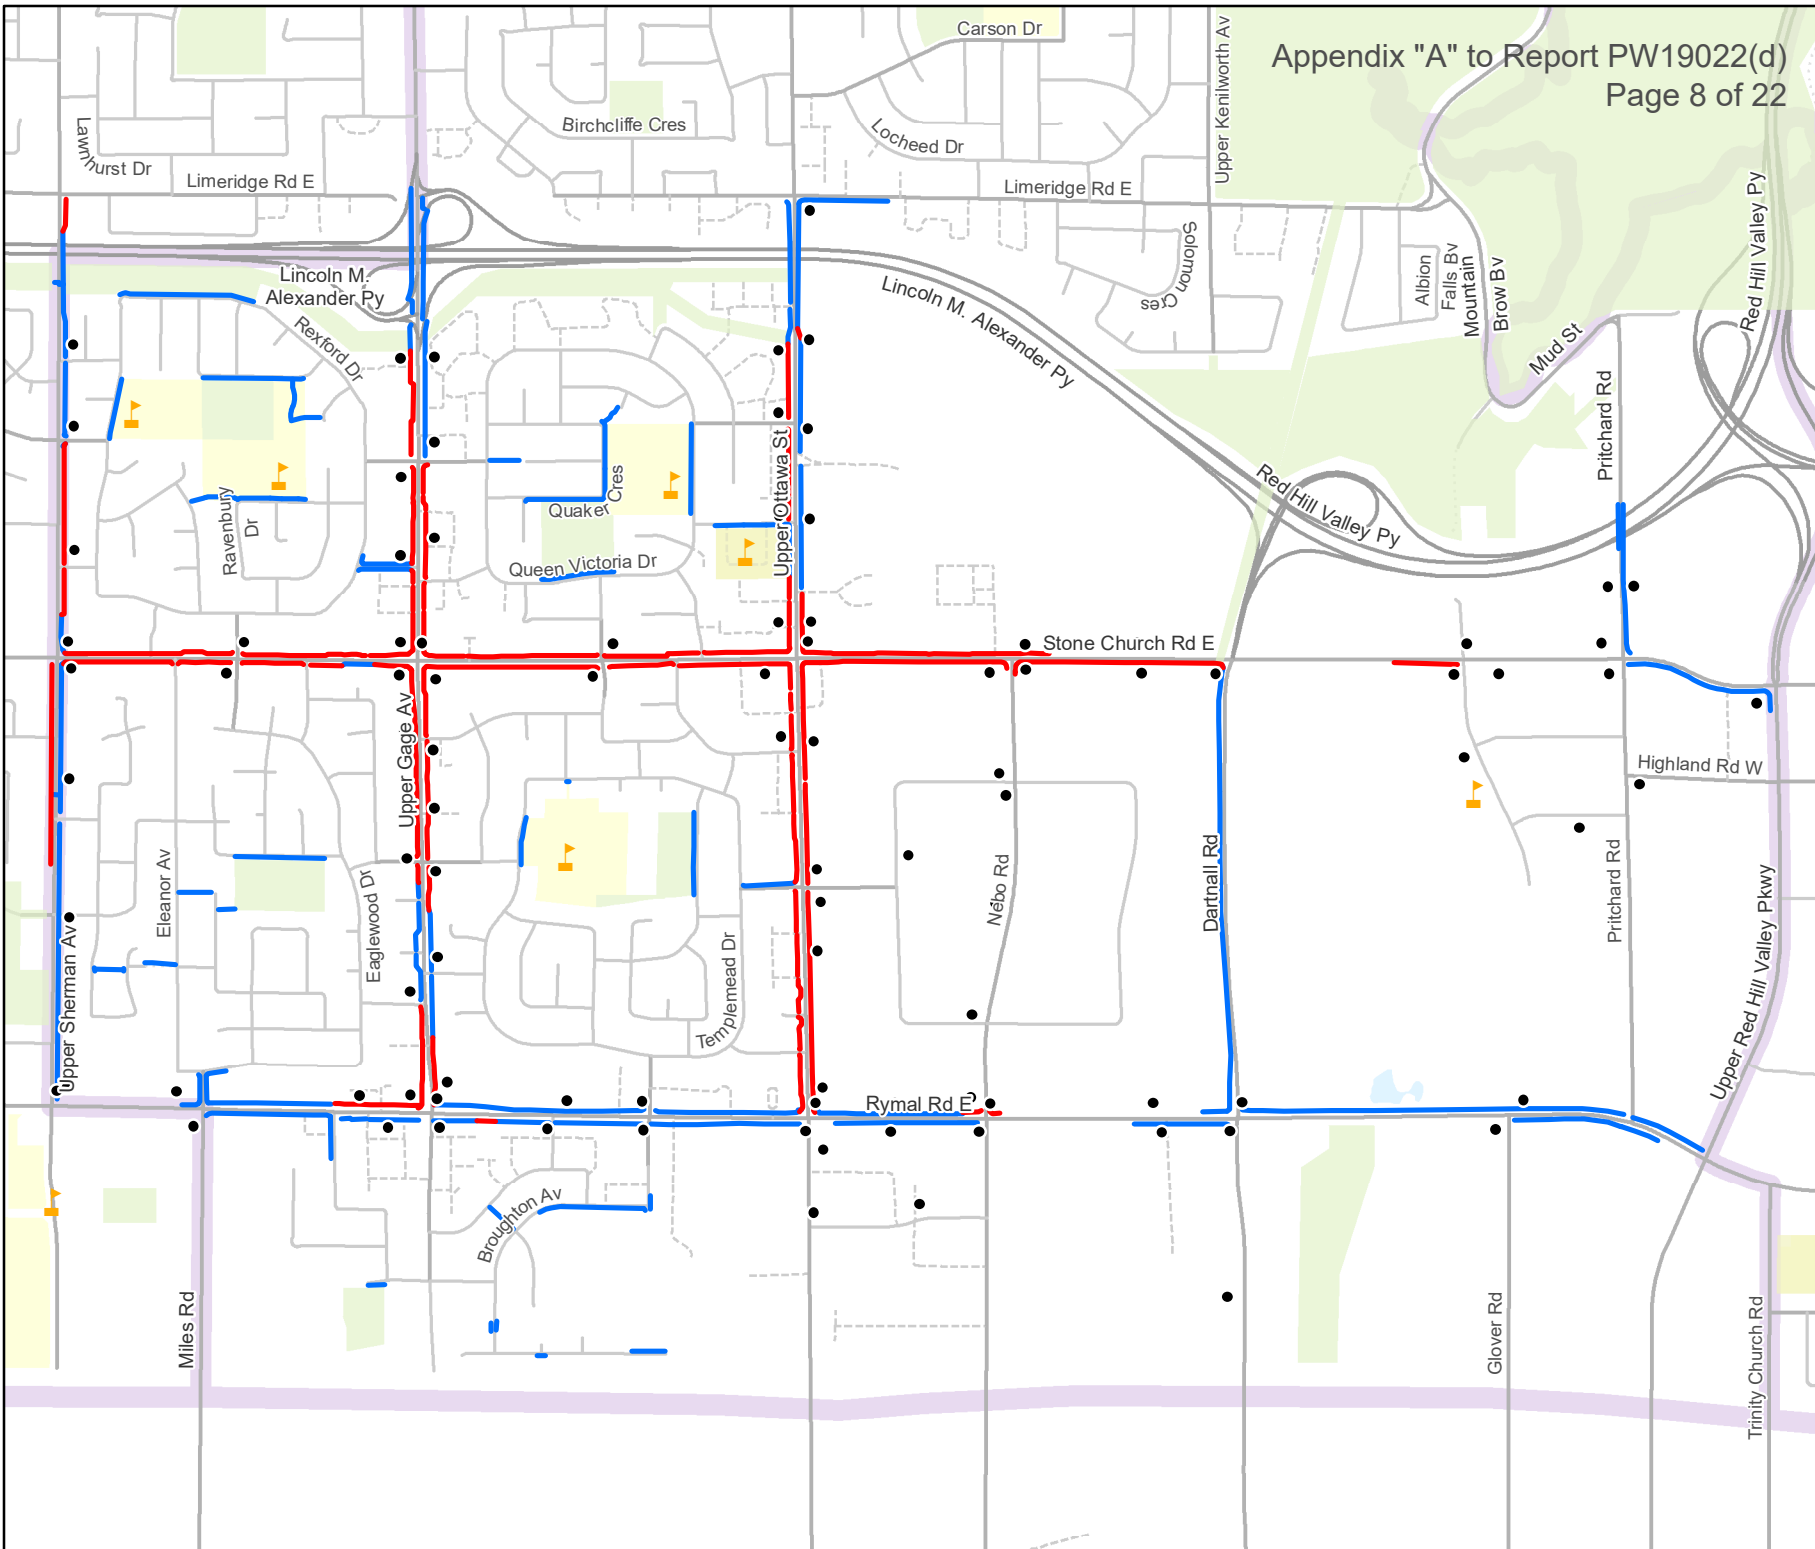 Appendix "A" to Report PW19022(d)
Page 8 of 22
Carson Dr
Upper Kenilworth Av
Birchcliffe Cres
Locheed Dr
Lawnhurst Dr
Limeridge Rd E
Limeridge Rd E
Red Hill Valley Py
Solomon Cres
Albion
Falls Bv
Mountain
Brow Bv
Lincoln M.
Alexander Py
Lincoln M. Alexander Py
Rexford Dr
Mud St
Pritchard Rd
Upper Ottawa St
Red Hill Valley Py
Ravenbury
Dr
Quaker
Cres
Queen Victoria Dr
Stone Church Rd E
Upper Gage Av
Highland Rd W
Eleanor Av
Eaglewood Dr
Nebo Rd
Dartnall Rd
Pritchard Rd
Upper Sherman Av
Templemead Dr
Upper Red Hill Valley Pkwy
Rymal Rd E
Broughton Av
Miles Rd
Glover Rd
Trinity Church Rd